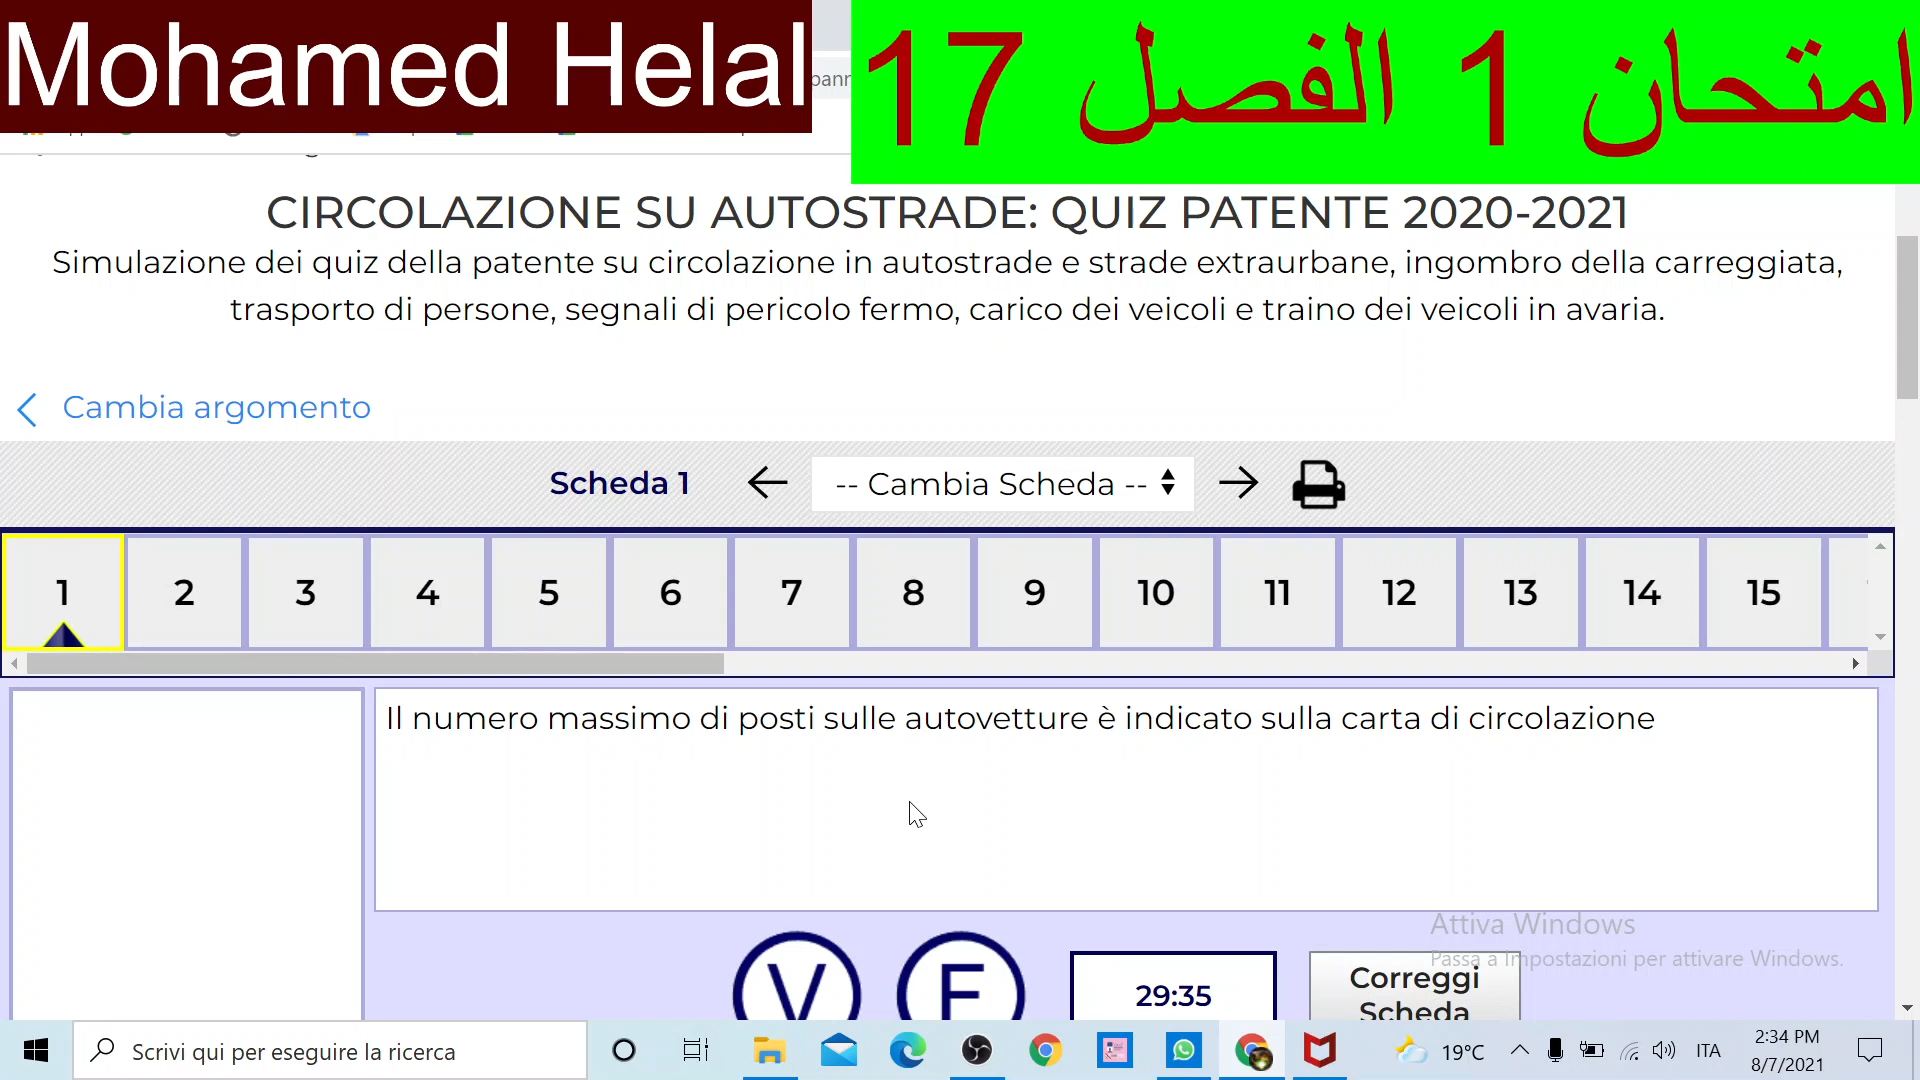 Mohamed Helal
امتحان 1 الفصل 17
CIRCOLAZIONE SU AUTOSTRADE: QUIZ PATENTE 2020-2021
Simulazione dei quiz della patente su circolazione in autostrade e strade extraurbane, ingombro della carreggiata,
trasporto di persone, segnali di pericolo fermo, carico dei veicoli e traino dei veicoli in avaria.
Cambia argomento
Scheda 1
-- Cambia Scheda --
1 2 3 4 5 6 7 8 9 10 11 12 13 14 15
Il numero massimo di posti sulle autovetture è indicato sulla carta di circolazione
Attiva Windows
Passa a Impostazioni per attivare Windows.
V F 29:35 Correggi
Scheda
Scrivi qui per eseguire la ricerca
19°C
ITA
2:34 PM
8/7/2021